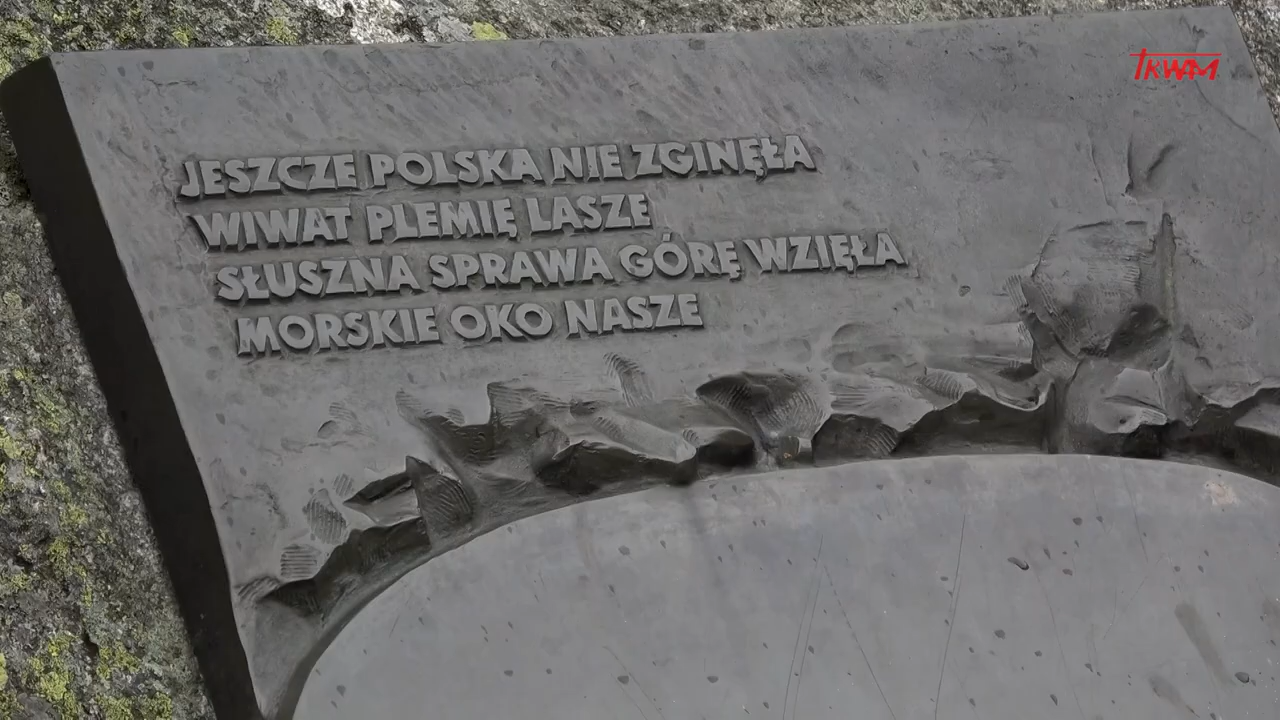 TRWAM
JESZCZE POLSKA NIE ZGINĘŁA
WIWAT PLEMIĘ LASZE
SŁUSZNA SPRAWA GÓRĘ WZIĘŁA
MORSKIE OKO NASZE